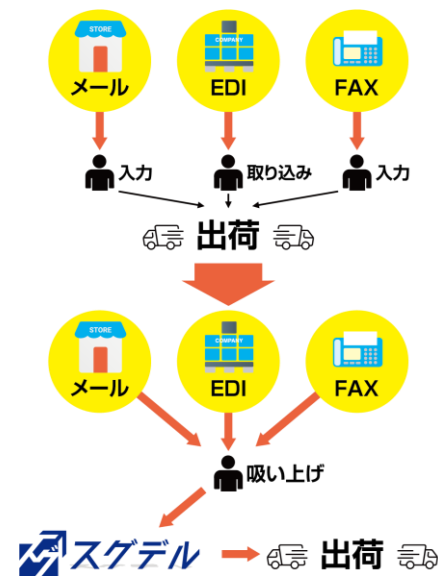 STORE
COMPANY
メール
EDI
FAX
入力
取り込み
入力
出荷
STORE
COMPANY
メール
EDI
FAX
吸い上げ
スグデル
出荷